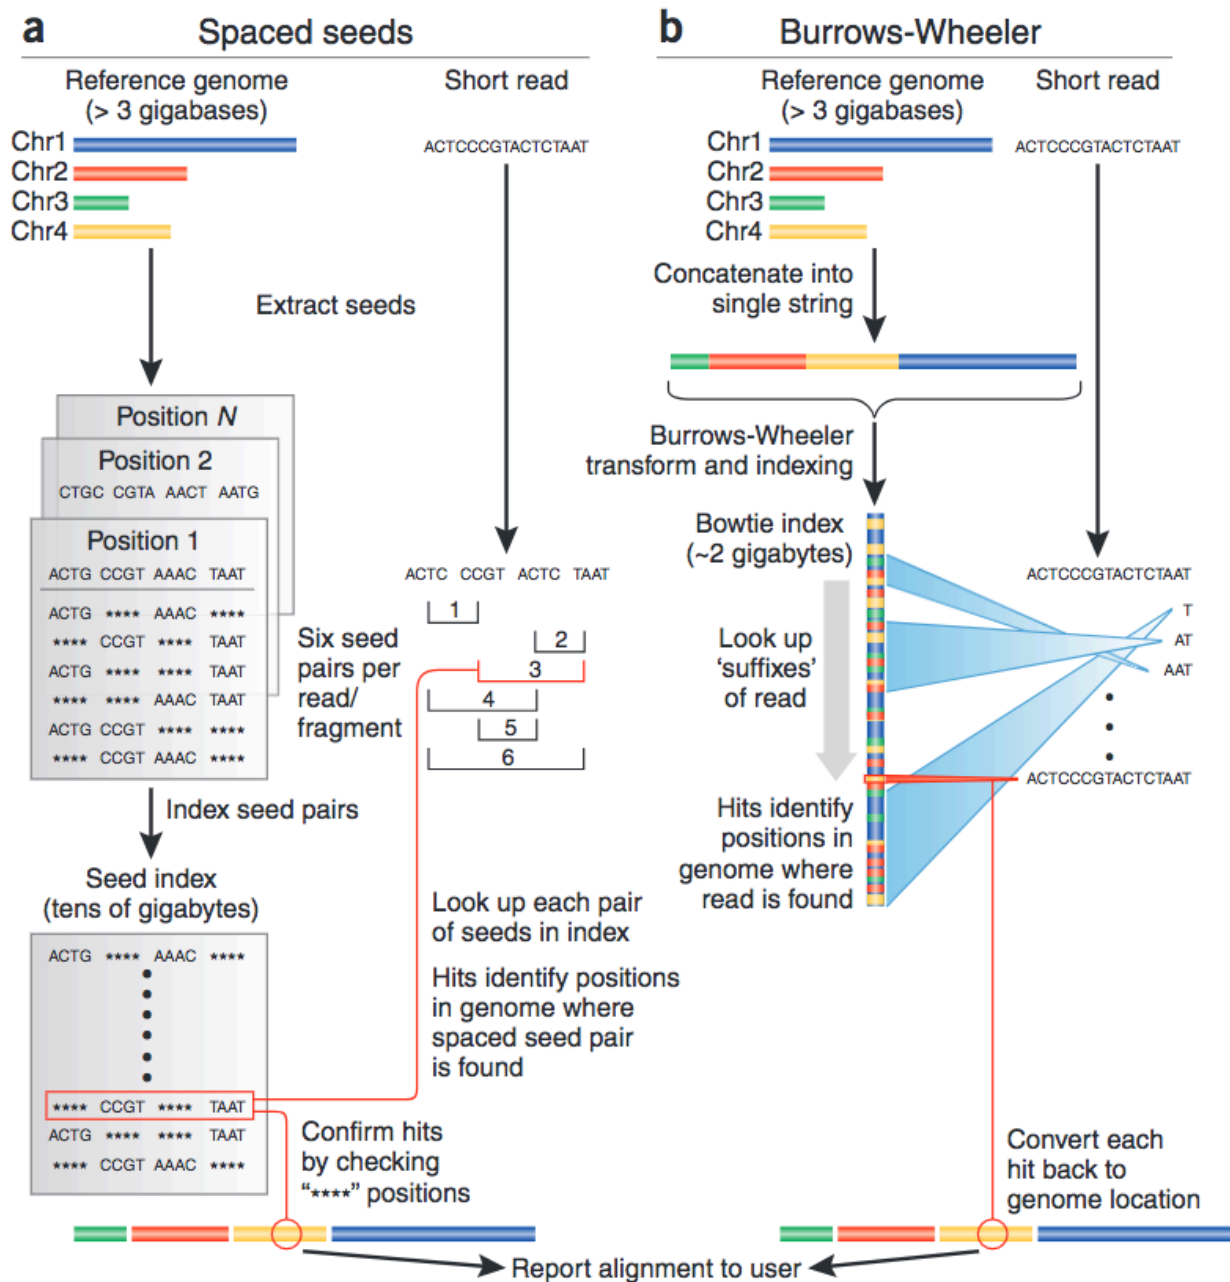 a Spaced seeds
Reference genome
(> 3 gigabases)
Short read
Chr1
Chr2
Chr3
Chr4
ACTCCCGTACTCTAAT
Extract seeds
Position N
Position 2
CTGC CCGTA AACT AATG
Position 1
ACTG CCGT AAAC TAAT
ACTG **** AAAC ****
**** CCGT **** TAAT
ACTG **** **** TAAT
**** **** AAAC TAAT
ACTG CCGT **** ****
**** CCGT AAAC ****
ACTC CCGT ACTC TAAT
1
2
3
4
5
6
Six seed
pairs per
read/
fragment
Index seed pairs
Seed index
(tens of gigabytes)
ACTG **** AAAC ****
**** CCGT **** TAAT
ACTG **** **** TAAT
**** CCGT AAAC ****
Look up each pair
of seeds in index
Hits identify positions
in genome where
spaced seed pair
is found
Confirm hits
by checking
“****” positions
b Burrows-Wheeler
Reference genome
(> 3 gigabases)
Short read
Chr1
Chr2
Chr3
Chr4
ACTCCCGTACTCTAAT
Concatenate into
single string
Burrows-Wheeler
transform and indexing
Bowtie index
(~2 gigabytes)
ACTCCCGTACTCTAAT
T
AT
AAT
Look up
‘suffixes’
of read
ACTCCCGTACTCTAAT
Hits identify
positions in
genome where
read is found
Convert each
hit back to
genome location
Report alignment to user